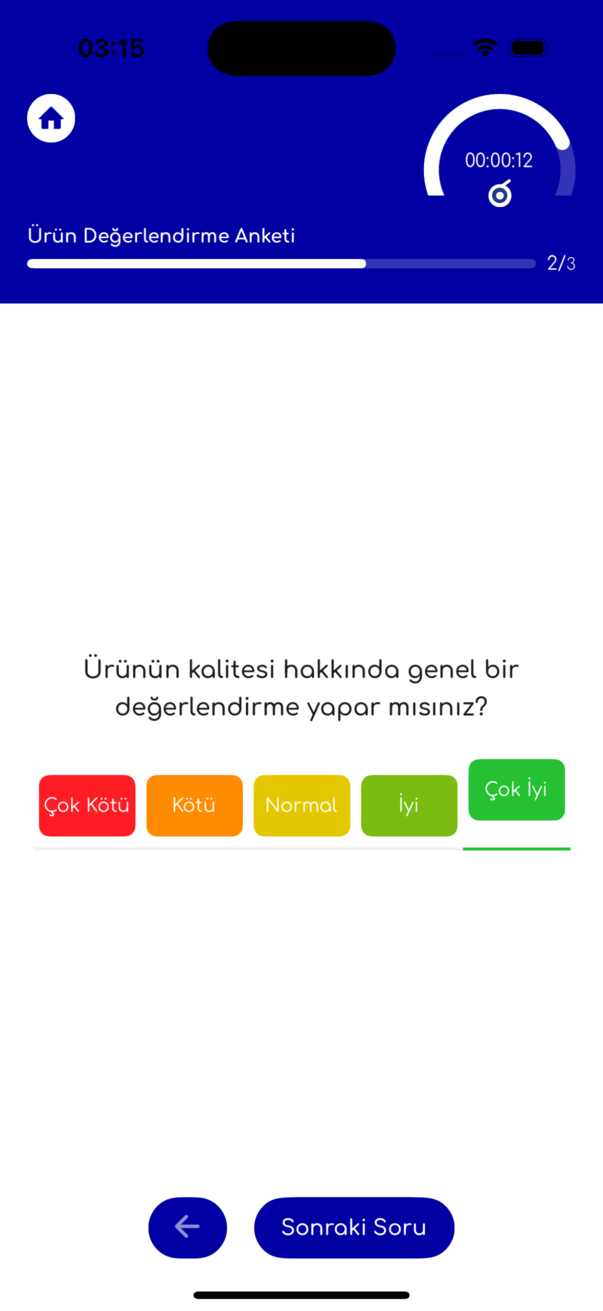 03:15
00:00:12
Ürün Değerlendirme Anketi
2/3
Ürünün kalitesi hakkında genel bir
değerlendirme yapar mısınız?
Çok Kötü
Kötü
Normal
İyi
Çok İyi
Sonraki Soru